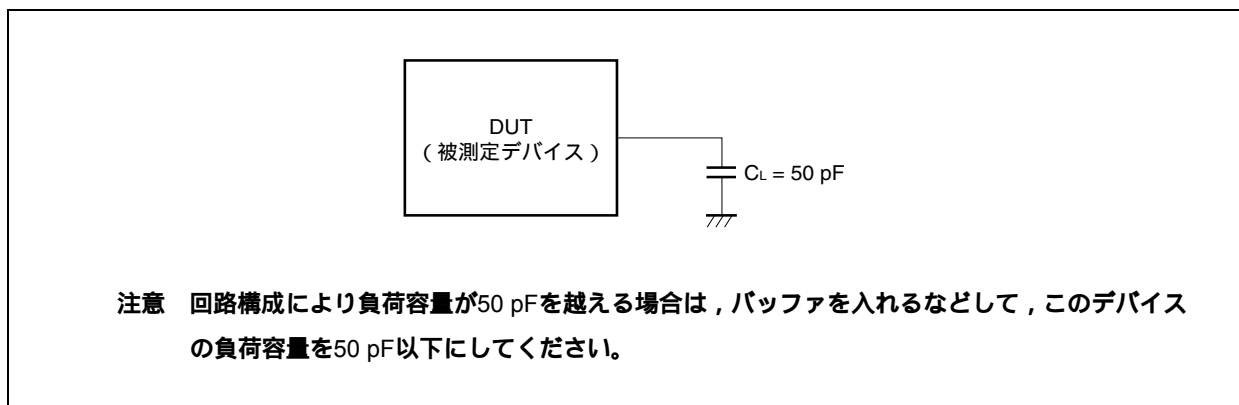 DUT
（被測定デバイス）
CL = 50 pF
注意　回路構成により負荷容量が50 pFを越える場合は，バッファを入れるなどして，このデバイス
の負荷容量を50 pF以下にしてください。